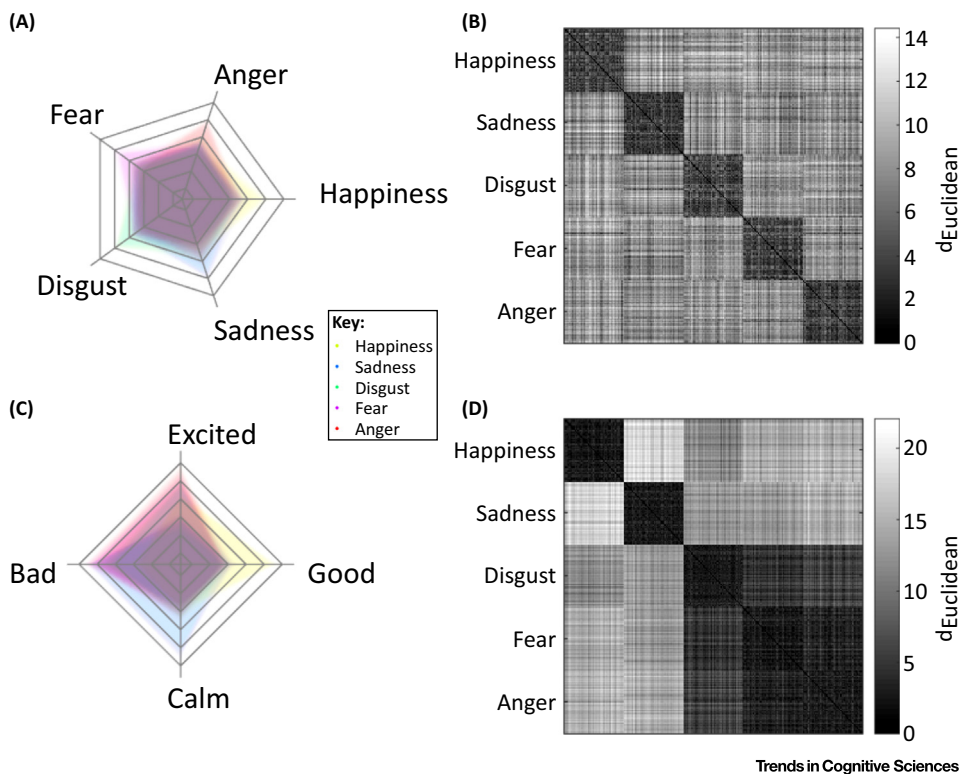 (A)
Anger
Fear
Happiness
Disgust
Sadness
(B)
Happiness
Sadness
Disgust
Fear
Anger
14
12
10
8
6
4
2
0
dEuclidean
Key:
Happiness
Sadness
Disgust
Fear
Anger
(C)
Excited
Bad
Good
Calm
(D)
Happiness
Sadness
Disgust
Fear
Anger
20
15
10
5
0
dEuclidean
Trends in Cognitive Sciences